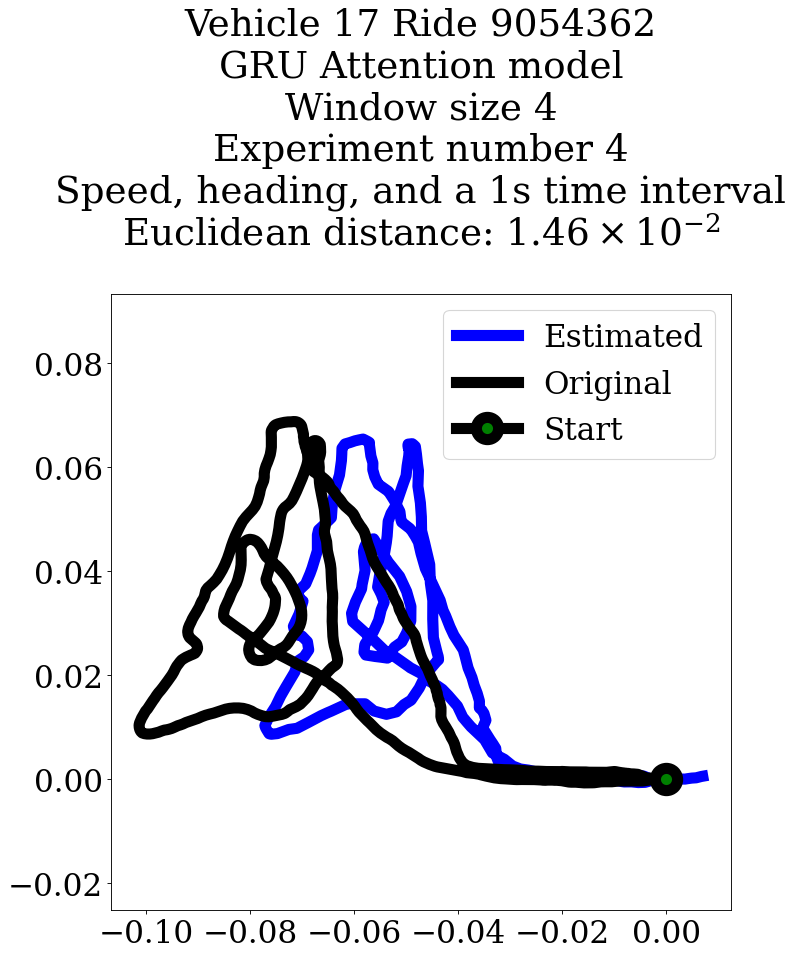 Vehicle 17 Ride 9054362
GRU Attention model
Window size 4
Experiment number 4
Speed, heading, and a 1s time interval
Euclidean distance: 1.46 × 10⁻²
Estimated
Original
Start
0.08
0.06
0.04
0.02
0.00
−0.02
−0.10 −0.08 −0.06 −0.04 −0.02 0.00